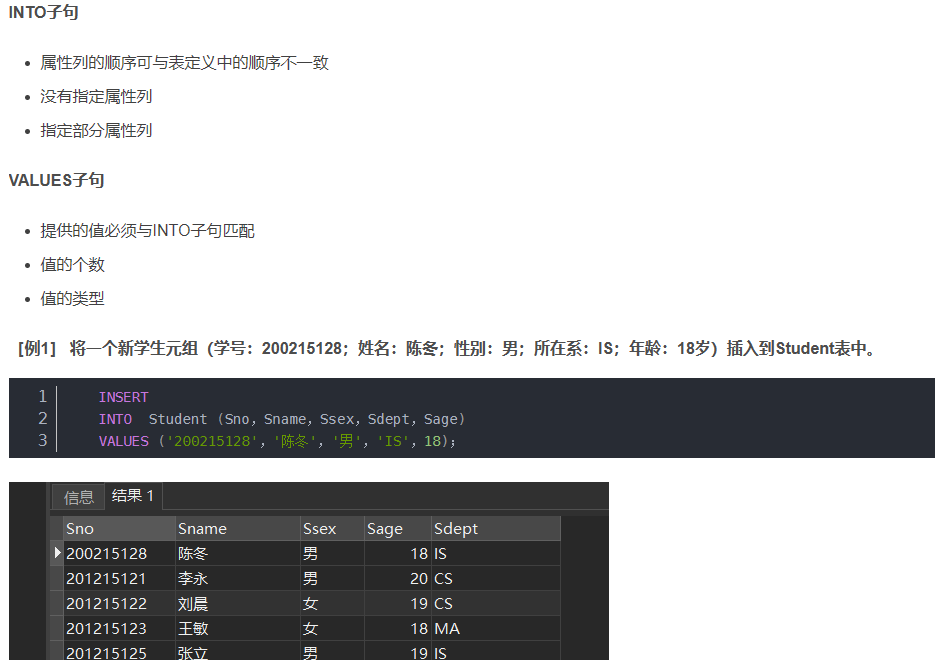 INTO子句
属性列的顺序可与表定义中的顺序不一致
没有指定属性列
指定部分属性列
VALUES子句
提供的值必须与INTO子句匹配
值的个数
值的类型
[例1] 将一个新学生元组（学号：200215128；姓名：陈冬；性别：男；所在系：IS；年龄：18岁）插入到Student表中。
1 INSERT
2 INTO Student (Sno, Sname, Ssex, Sdept, Sage)
3 VALUES ('200215128', '陈冬', '男', 'IS', 18);
信息 结果 1
Sno Sname Ssex Sage Sdept
200215128 陈冬 男 18 IS
201215121 李永 男 20 CS
201215122 刘晨 女 19 CS
201215123 王敏 女 18 MA
201215125 张立 男 19 IS